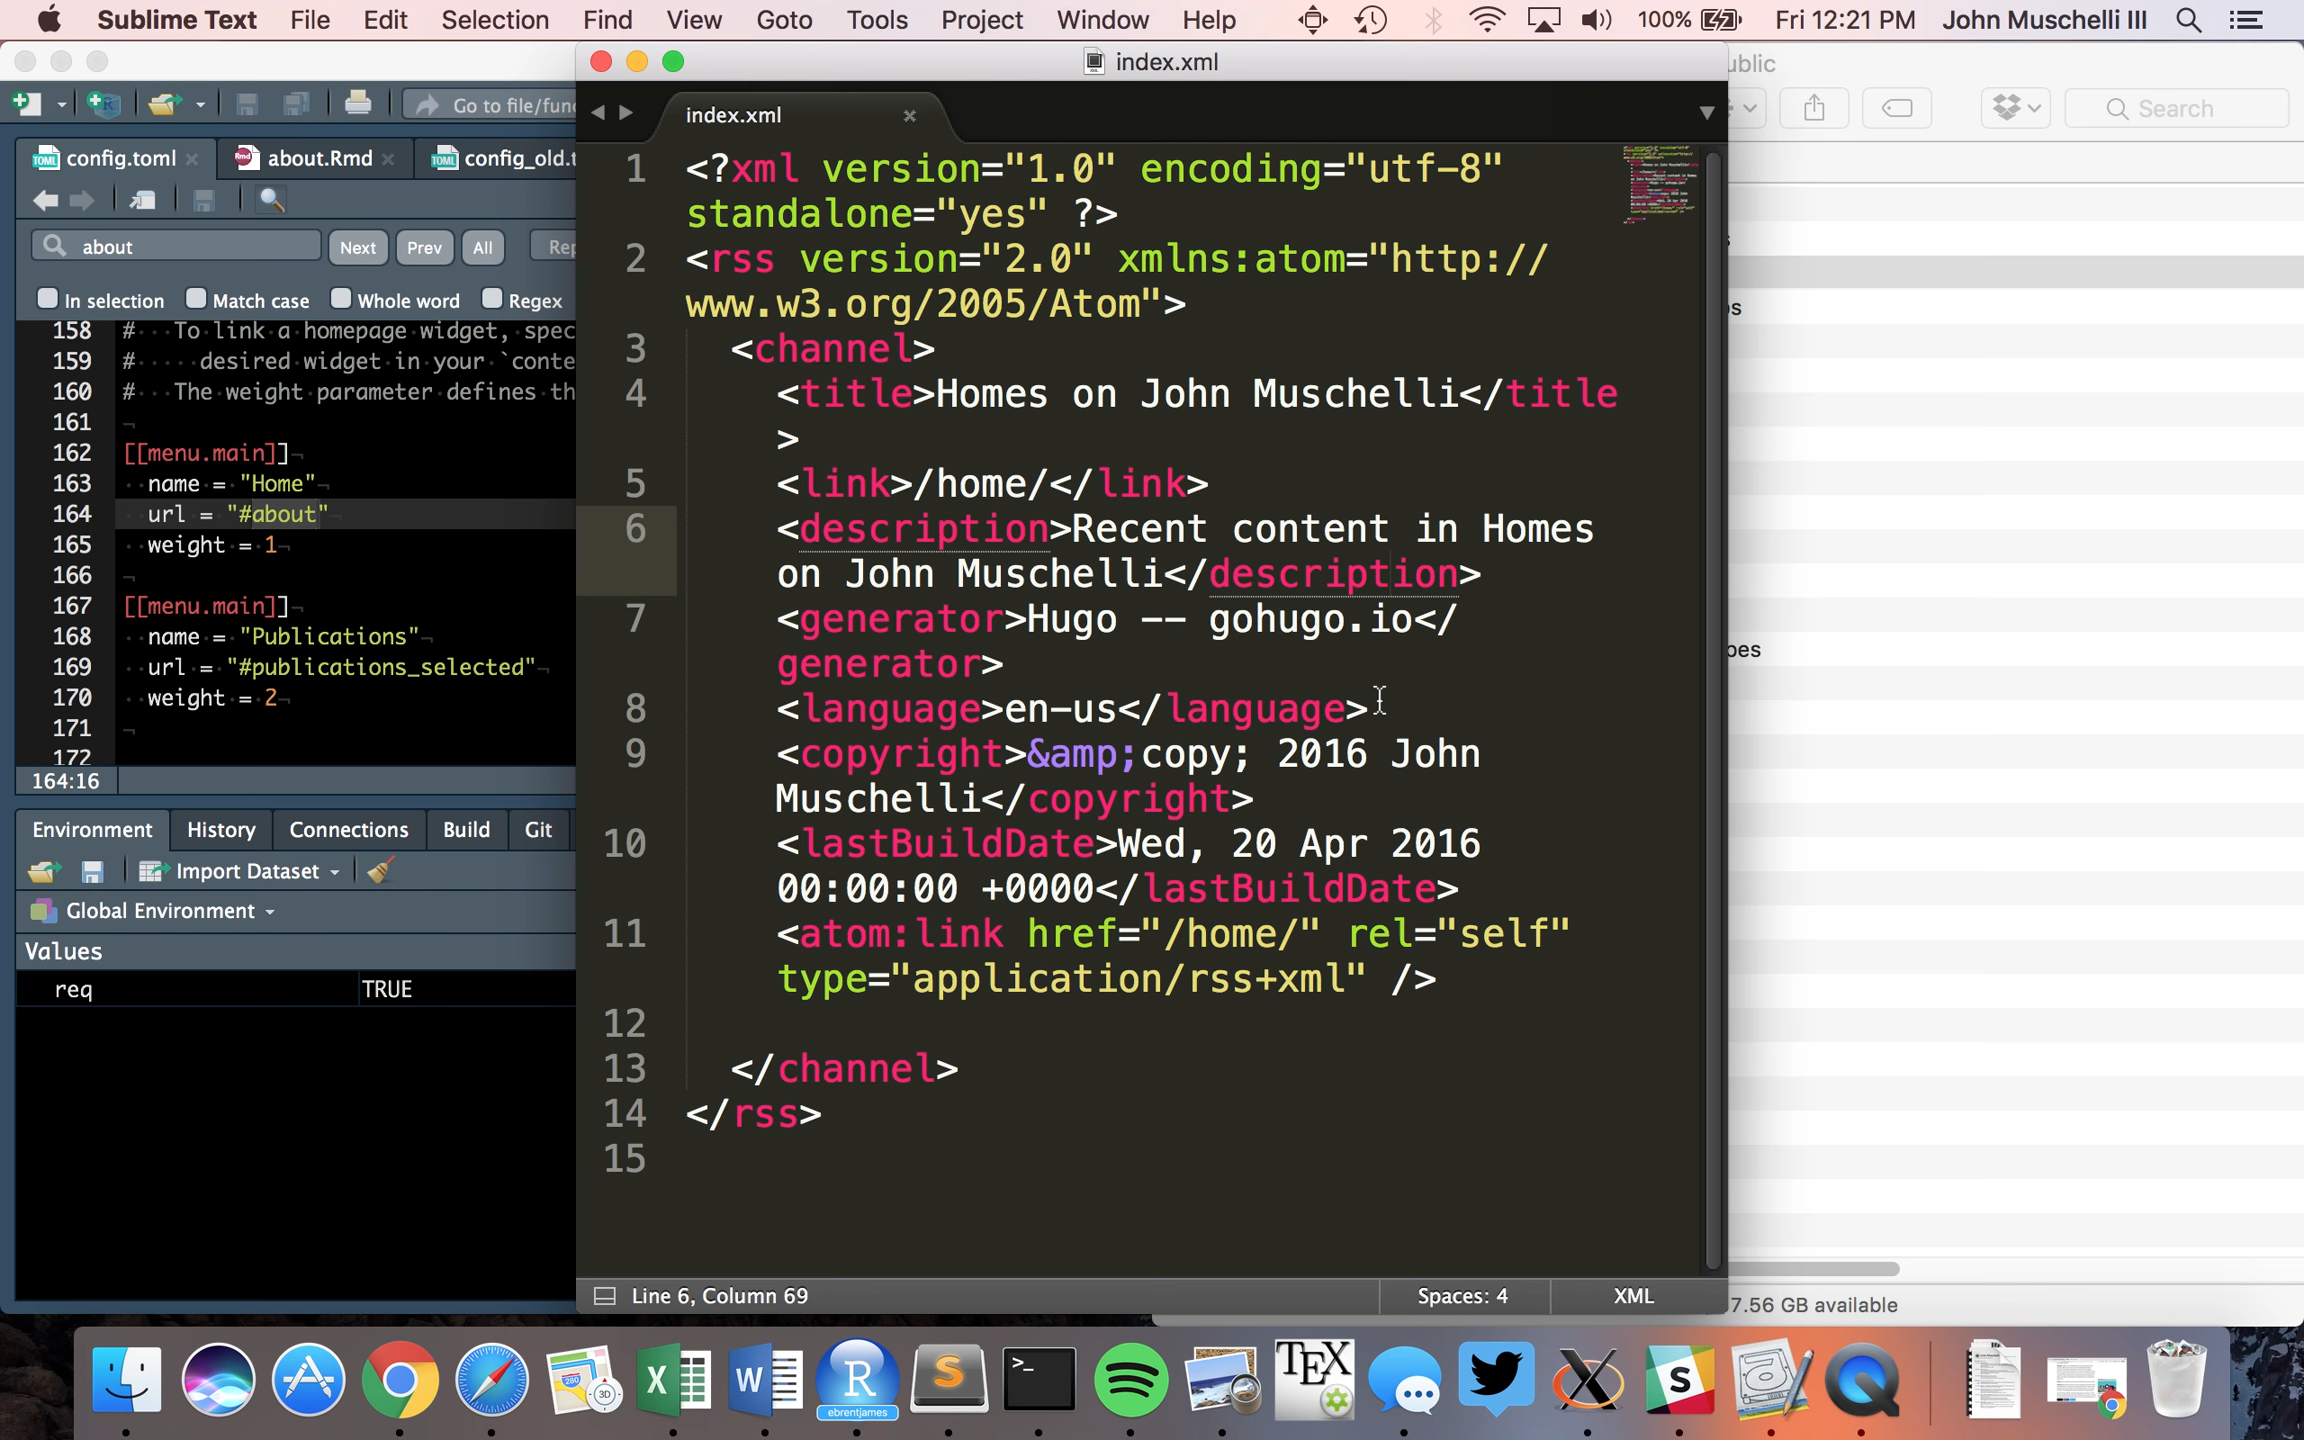 Sublime Text File Edit Selection Find View Goto Tools Project Window Help 100% Fri 12:21 PM John Muschelli III
Go to file/fun
config.toml about.Rmd config_old.t
about Next Prev All Rep
In selection Match case Whole word Regex
158 # To link a homepage widget, spec
159 # desired widget in your `conte
160 # The weight parameter defines th
161
162 [[menu.main]]
163 name = "Home"
164 url = "#about"
165 weight = 1
166
167 [[menu.main]]
168 name = "Publications"
169 url = "#publications_selected"
170 weight = 2
171
172
164:16
Environment History Connections Build Git
Import Dataset
Global Environment
Values
req TRUE
index.xml
index.xml
1 <?xml version="1.0" encoding="utf-8"
standalone="yes" ?>
2 <rss version="2.0" xmlns:atom="http://
www.w3.org/2005/Atom">
3 <channel>
4 <title>Homes on John Muschelli</title
>
5 <link>/home/</link>
6 <description>Recent content in Homes
on John Muschelli</description>
7 <generator>Hugo -- gohugo.io</
generator>
8 <language>en-us</language>
9 <copyright>&amp;copy; 2016 John
Muschelli</copyright>
10 <lastBuildDate>Wed, 20 Apr 2016
00:00:00 +0000</lastBuildDate>
11 <atom:link href="/home/" rel="self"
type="application/rss+xml" />
12
13 </channel>
14 </rss>
15
Line 6, Column 69 Spaces: 4 XML
ublic
Search
s
pes
7.56 GB available
280
3D
ebrentjames
TEX